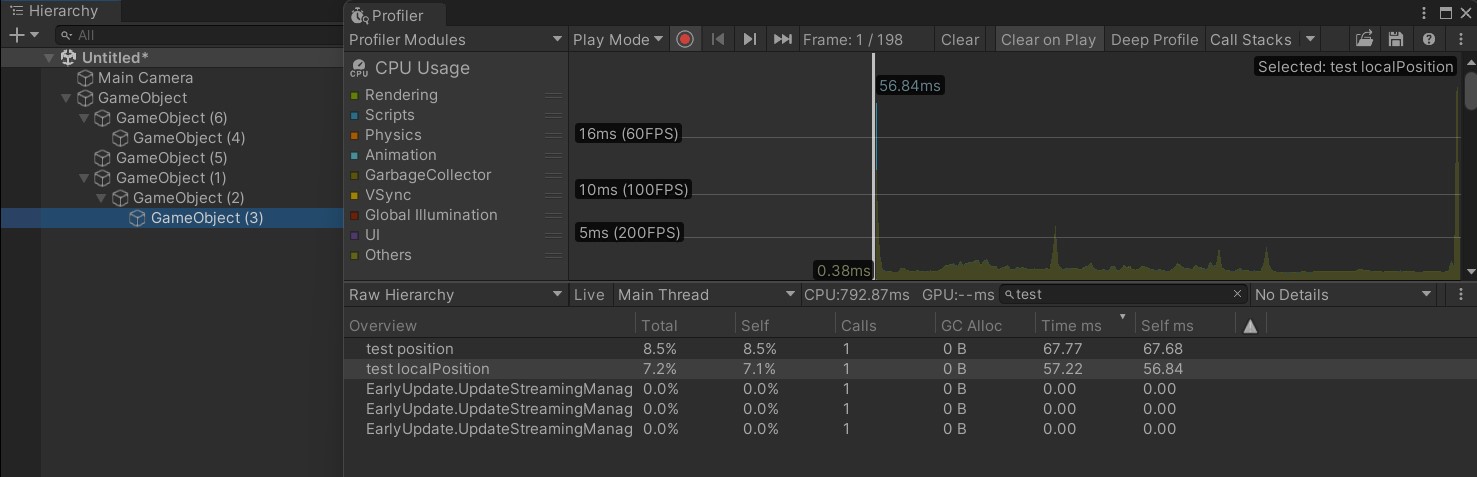 Hierarchy
All
Untitled*
Main Camera
GameObject
GameObject (6)
GameObject (4)
GameObject (5)
GameObject (1)
GameObject (2)
GameObject (3)
Profiler
Profiler Modules
Play Mode
Frame: 1 / 198
Clear
Clear on Play
Deep Profile
Call Stacks
CPU
CPU Usage
Rendering
Scripts
Physics
Animation
GarbageCollector
VSync
Global Illumination
UI
Others
Selected: test localPosition
56.84ms
16ms (60FPS)
10ms (100FPS)
5ms (200FPS)
0.38ms
Raw Hierarchy
Live
Main Thread
CPU:792.87ms GPU:--ms
test
No Details
Overview Total Self Calls GC Alloc Time ms Self ms
test position 8.5% 8.5% 1 0 B 67.77 67.68
test localPosition 7.2% 7.1% 1 0 B 57.22 56.84
EarlyUpdate.UpdateStreamingManag 0.0% 0.0% 1 0 B 0.00 0.00
EarlyUpdate.UpdateStreamingManag 0.0% 0.0% 1 0 B 0.00 0.00
EarlyUpdate.UpdateStreamingManag 0.0% 0.0% 1 0 B 0.00 0.00